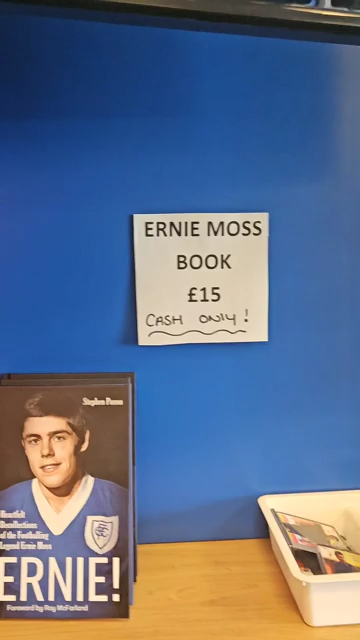 ERNIE MOSS
BOOK
£15
CASH ONLY!
Stephen Penna
Heartfelt
Recollections
of the Footballing
Legend Ernie Moss
ERNIE!
Foreword by Roy McFarland